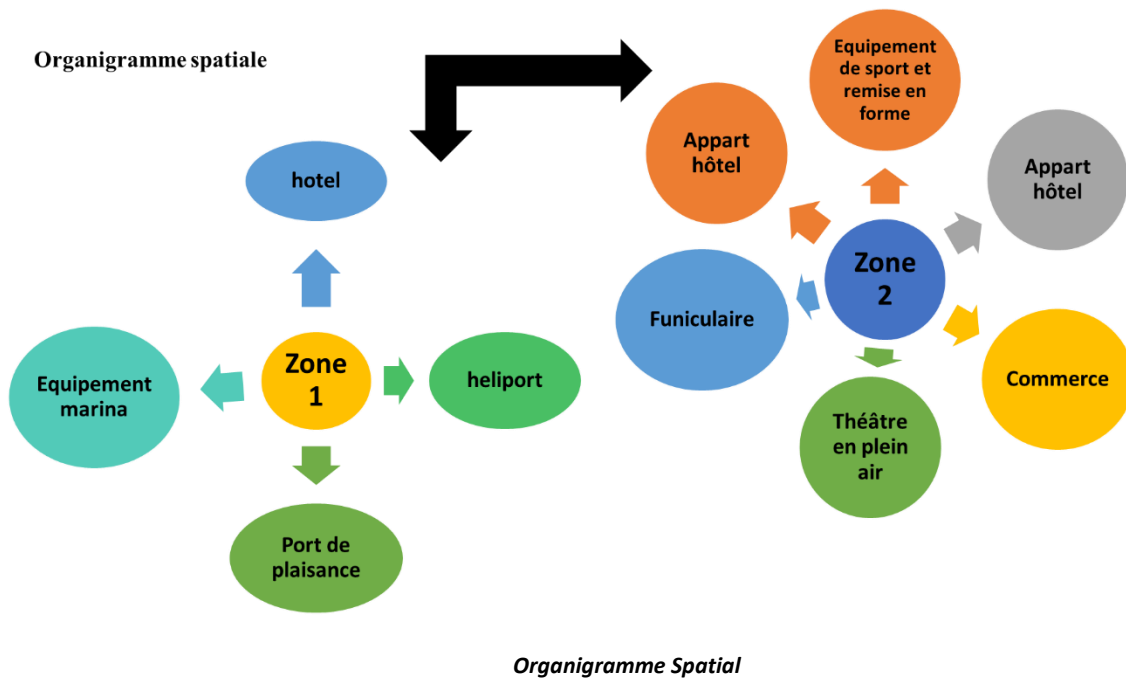 Organigramme spatiale
hotel
Zone
1
Equipement
marina
heliport
Port de
plaisance
Equipement
de sport et
remise en
forme
Appart
hôtel
Appart
hôtel
Zone
2
Funiculaire
Commerce
Théâtre
en plein
air
Organigramme Spatial